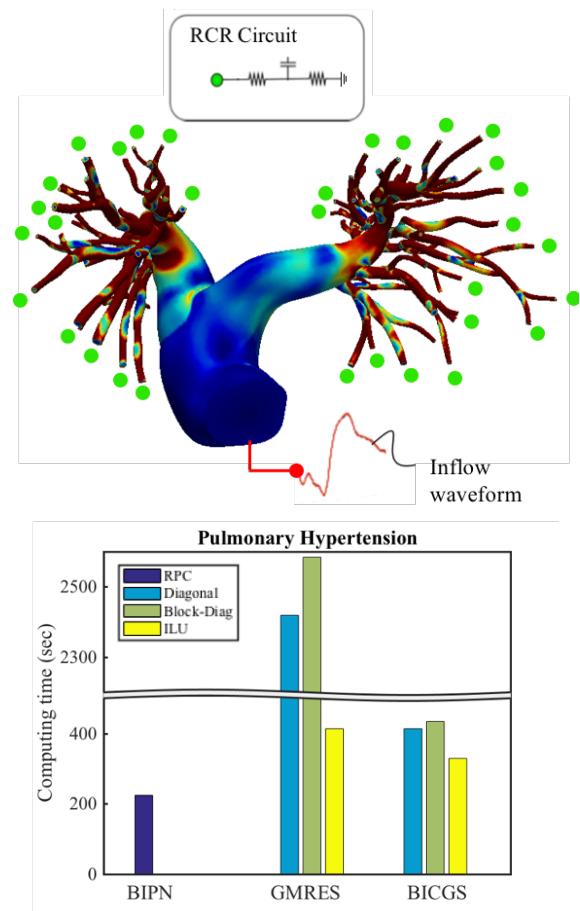 RCR Circuit
Inflow
waveform
Pulmonary Hypertension
RPC
Diagonal
Block-Diag
ILU
Computing time (sec)
2500
2300
400
200
0
BIPN GMRES BICGS